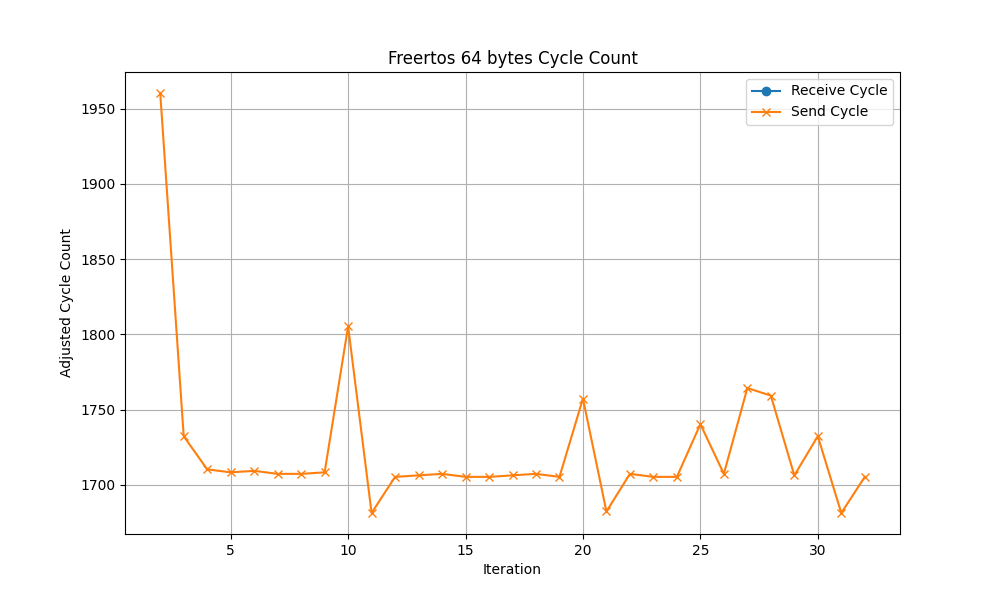 Freertos 64 bytes Cycle Count
Receive Cycle
Send Cycle
1950
1900
1850
1800
1750
1700
Adjusted Cycle Count
5 10 15 20 25 30
Iteration